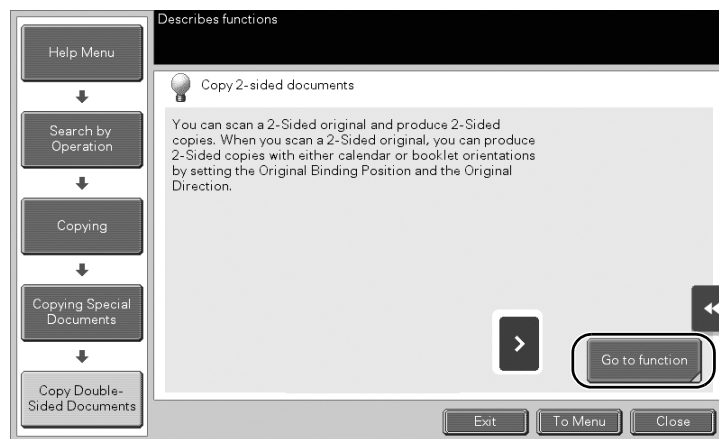 Describes functions
Help Menu
Copy 2-sided documents
You can scan a 2-Sided original and produce 2-Sided
copies. When you scan a 2-Sided original, you can produce
2-Sided copies with either calendar or booklet orientations
by setting the Original Binding Position and the Original
Direction.
Search by
Operation
Copying
Copying Special
Documents
Copy Double-
Sided Documents
Go to function
Exit
To Menu
Close